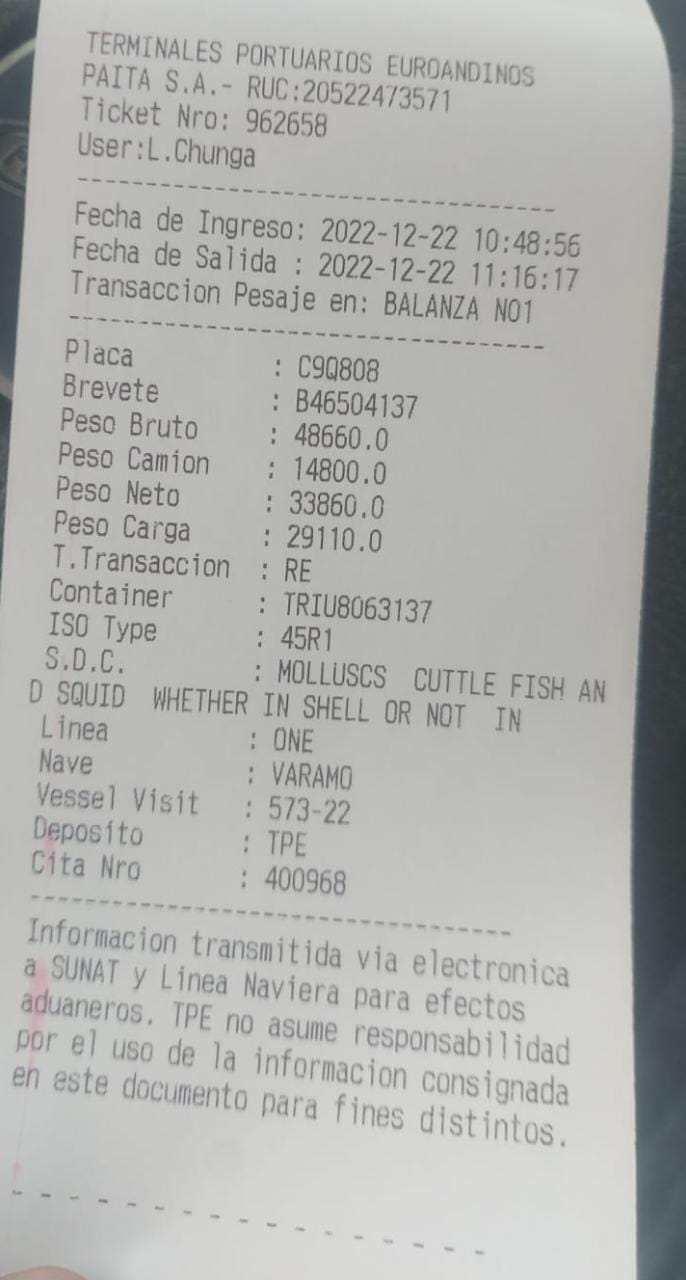 TERMINALES PORTUARIOS EUROANDINOS
PAITA S.A.- RUC:20522473571
Ticket Nro: 962658
User:L.Chunga
Fecha de Ingreso: 2022-12-22 10:48:56
Fecha de Salida : 2022-12-22 11:16:17
Transaccion Pesaje en: BALANZA NO1
Placa : C9Q808
Brevete : B46504137
Peso Bruto : 48660.0
Peso Camion : 14800.0
Peso Neto : 33860.0
Peso Carga : 29110.0
T.Transaccion : RE
Container : TRIU8063137
ISO Type : 45R1
S.D.C. : MOLLUSCS CUTTLE FISH AN
D SQUID WHETHER IN SHELL OR NOT IN
Linea : ONE
Nave : VARAMO
Vessel Visit : 573-22
Deposito : TPE
Cita Nro : 400968
Informacion transmitida via electronica
a SUNAT y Linea Naviera para efectos
aduaneros. TPE no asume responsabilidad
por el uso de la informacion consignada
en este documento para fines distintos.